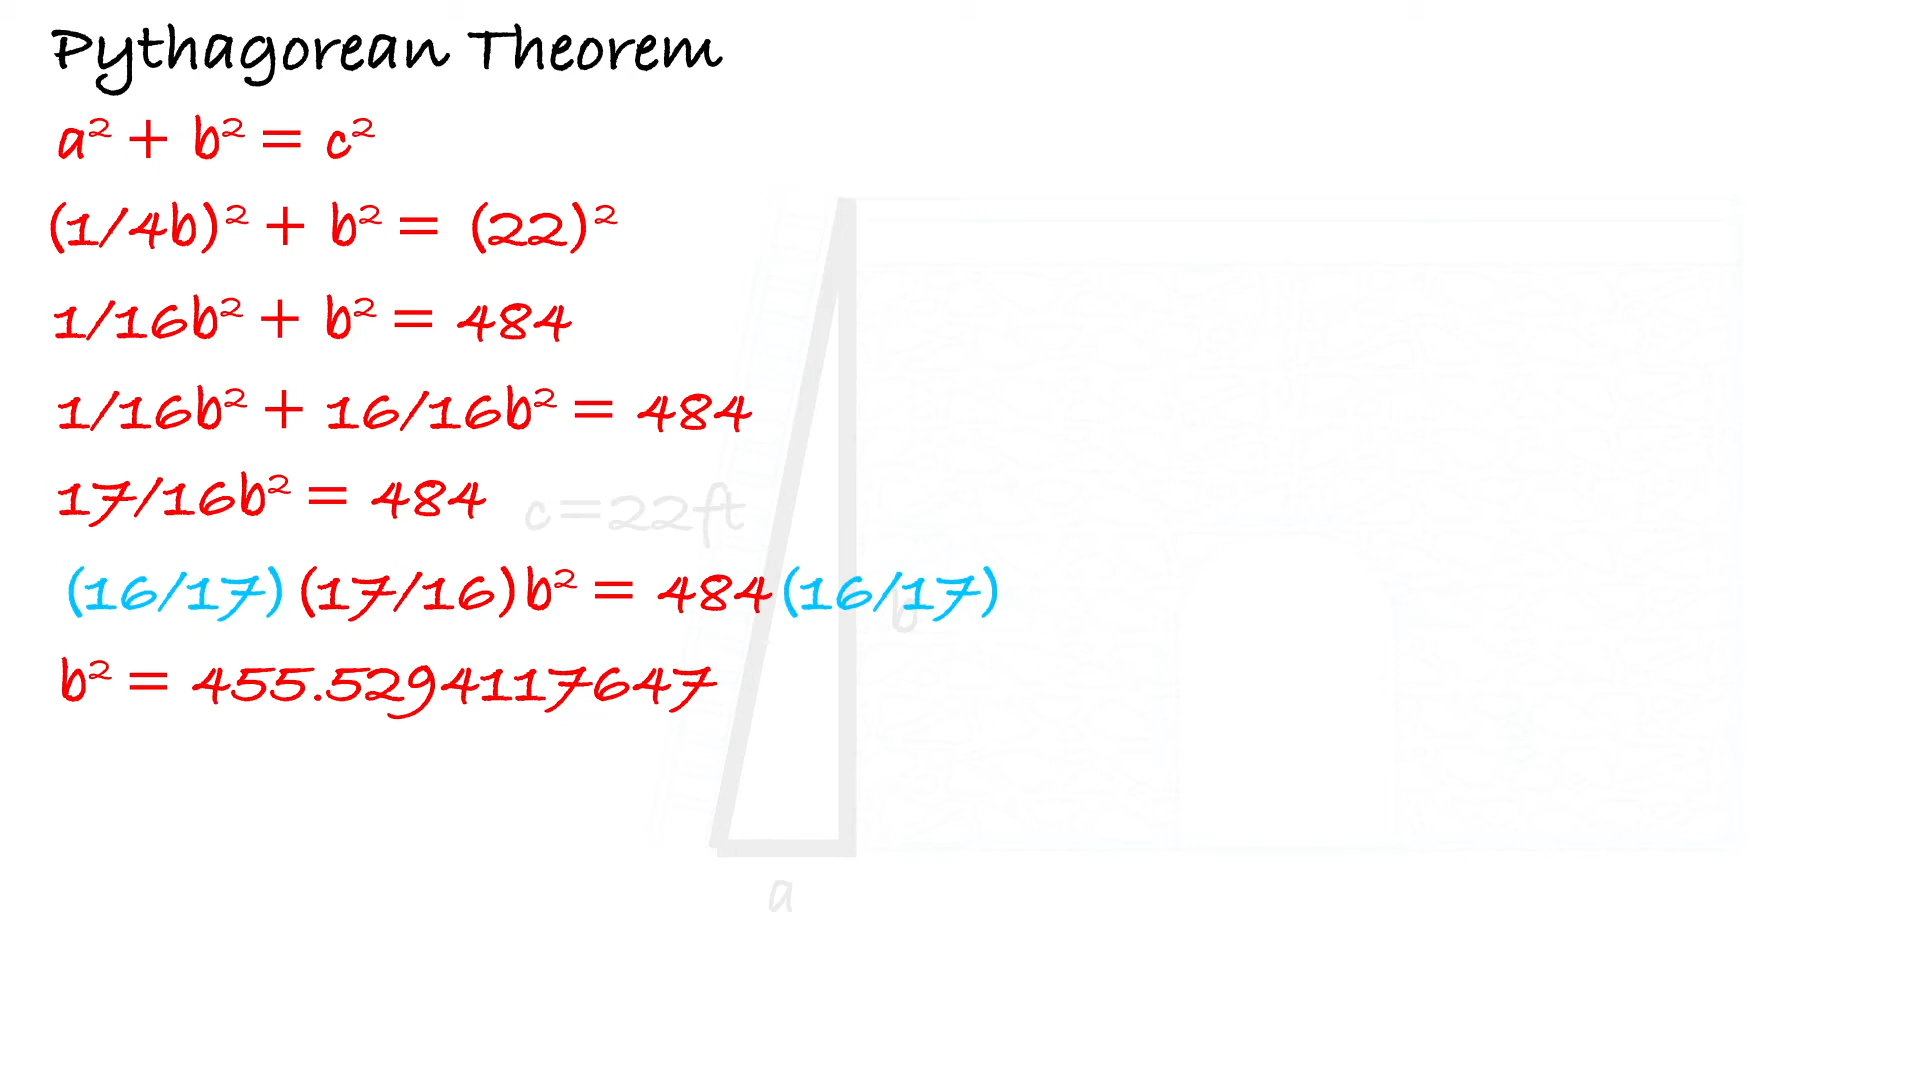 Pythagorean Theorem
a² + b² = c²
(1/4b)² + b² = (22)²
1/16b² + b² = 484
1/16b² + 16/16b² = 484
17/16b² = 484
c=22ft
(16/17)(17/16)b² = 484(16/17)
b
b² = 455.5294117647
a